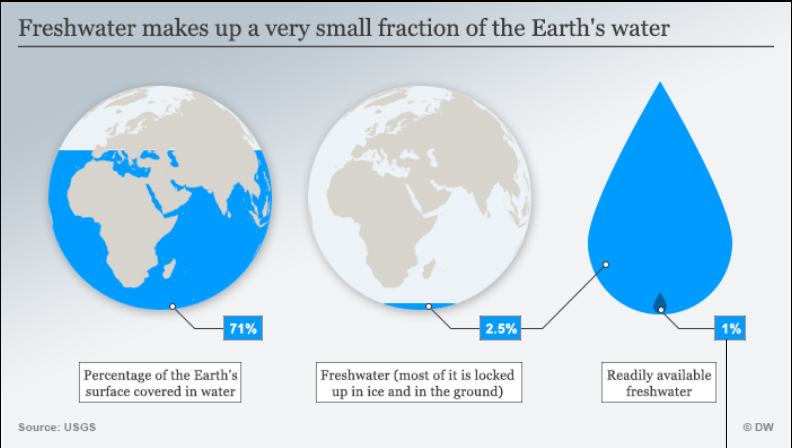 Freshwater makes up a very small fraction of the Earth's water
71%
2.5%
1%
Percentage of the Earth's
surface covered in water
Freshwater (most of it is locked
up in ice and in the ground)
Readily available
freshwater
Source: USGS
© DW